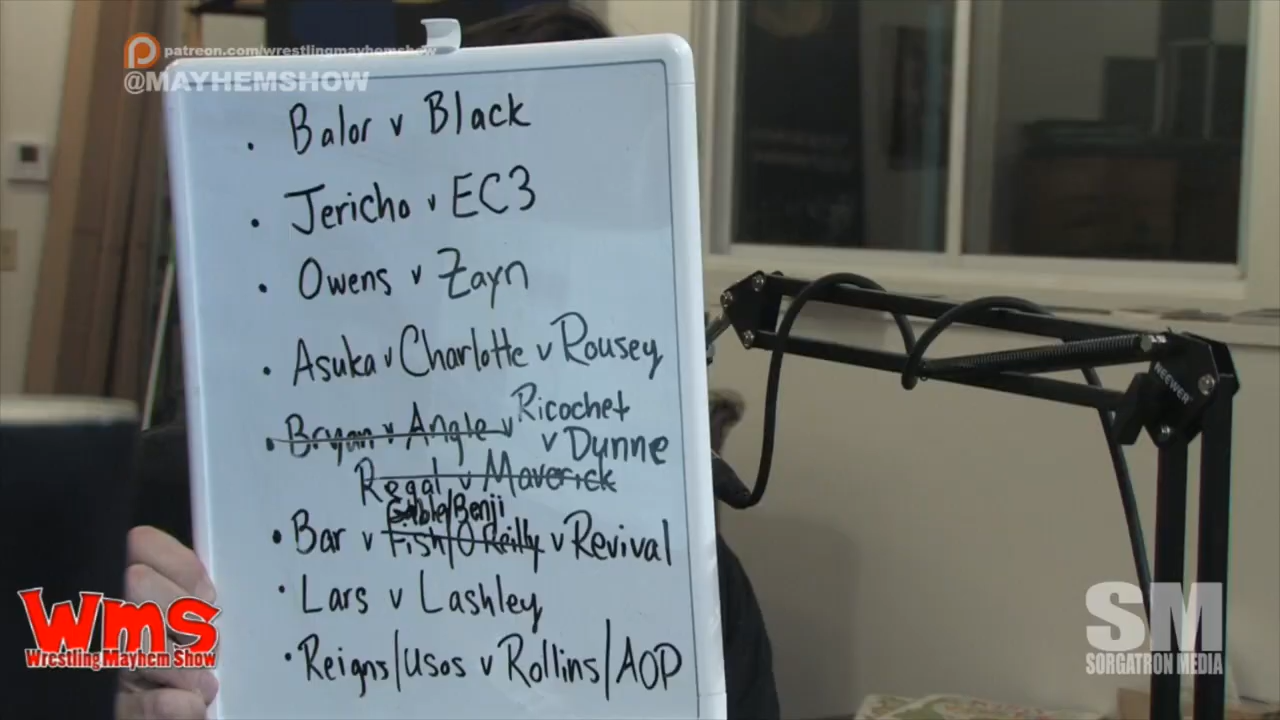 patreon.com/wrestlingmayhemshow
@MAYHEMSHOW
• Balor v Black
• Jericho v EC3
• Owens v Zayn
• Asuka v Charlotte v Rousey
• Bryan v Angle v Ricochet
v Dunne
Regal v Maverick
Gable/Benji
• Bar v Fish/O'Reilly v Revival
• Lars v Lashley
• Reigns/Usos v Rollins/AOP
NEEWER
WMS
Wrestling Mayhem Show
SM
SORGATRON MEDIA